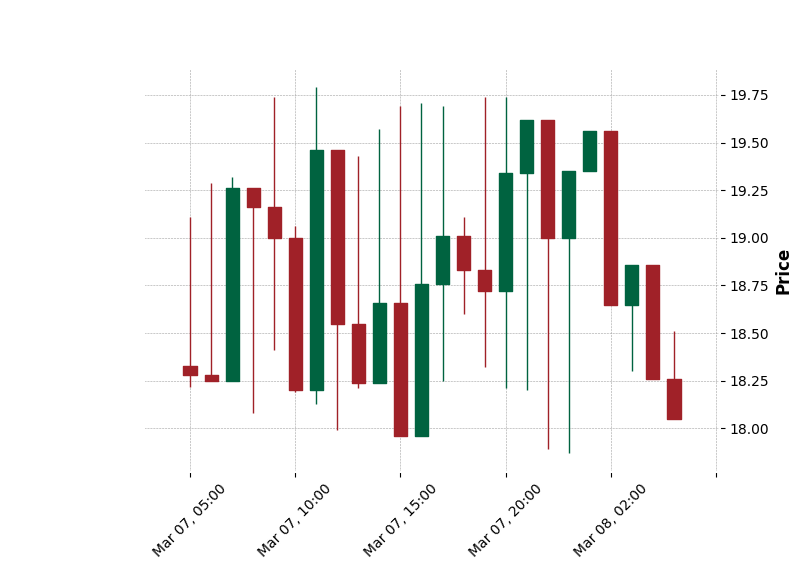 19.75
19.50
19.25
19.00
18.75
18.50
18.25
18.00
Price
Mar 07, 05:00
Mar 07, 10:00
Mar 07, 15:00
Mar 07, 20:00
Mar 08, 02:00